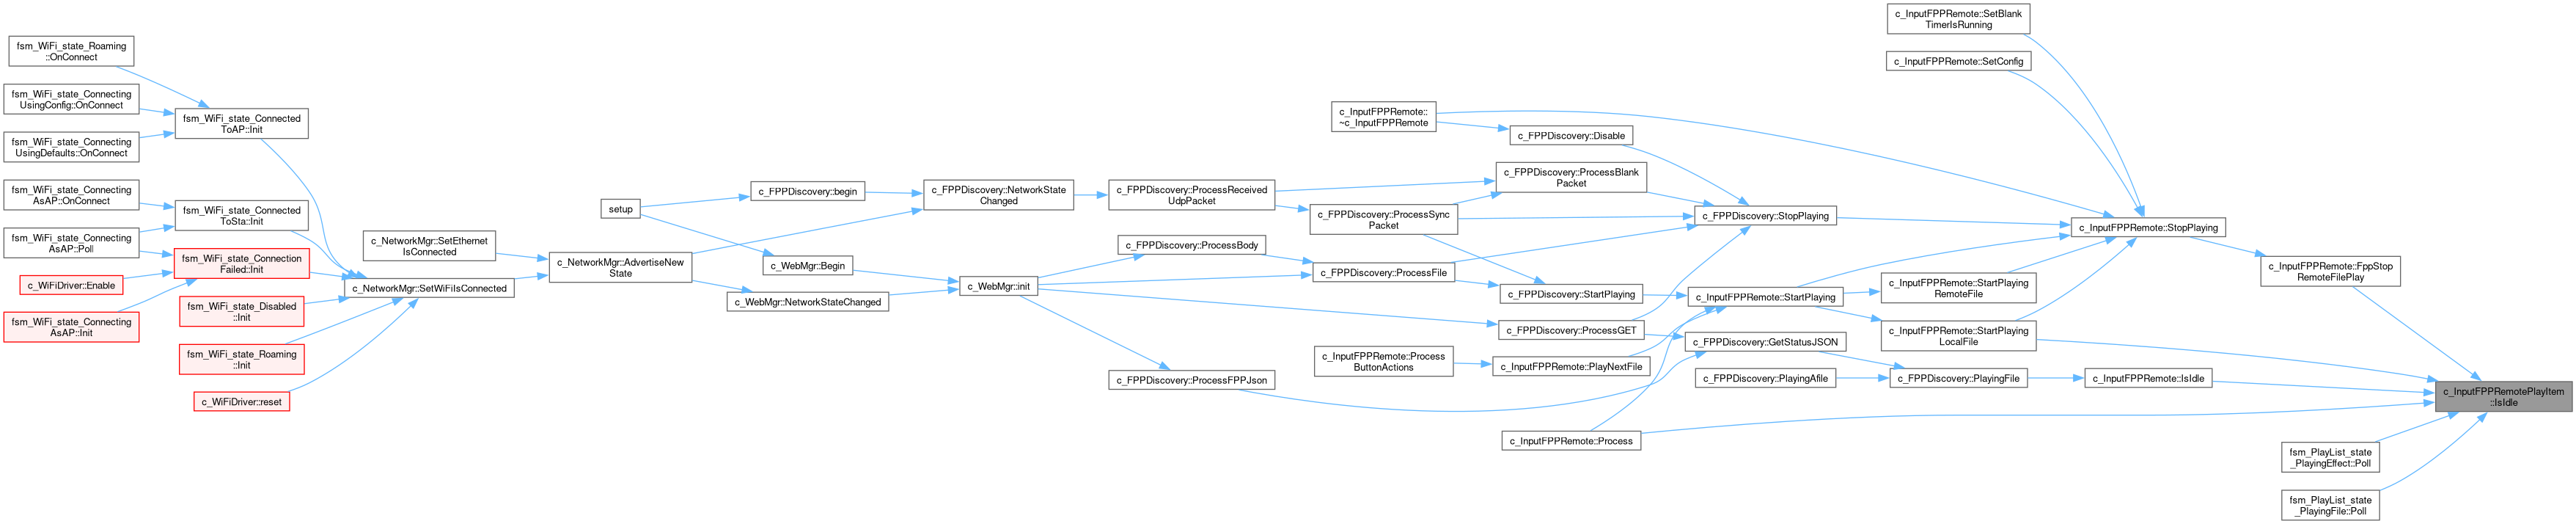 fsm_WiFi_state_Roaming
::OnConnect
fsm_WiFi_state_Connecting
UsingConfig::OnConnect
fsm_WiFi_state_Connecting
UsingDefaults::OnConnect
fsm_WiFi_state_Connecting
AsAP::OnConnect
fsm_WiFi_state_Connecting
AsAP::Poll
c_WiFiDriver::Enable
fsm_WiFi_state_Connecting
AsAP::Init
fsm_WiFi_state_Connected
ToAP::Init
fsm_WiFi_state_Connected
ToSta::Init
fsm_WiFi_state_Connection
Failed::Init
fsm_WiFi_state_Disabled
::Init
fsm_WiFi_state_Roaming
::Init
c_WiFiDriver::reset
c_NetworkMgr::SetEthernet
IsConnected
c_NetworkMgr::SetWiFiIsConnected
c_NetworkMgr::AdvertiseNew
State
setup
c_FPPDiscovery::begin
c_WebMgr::Begin
c_WebMgr::NetworkStateChanged
c_FPPDiscovery::NetworkState
Changed
c_WebMgr::init
c_FPPDiscovery::ProcessReceived
UdpPacket
c_FPPDiscovery::ProcessBody
c_FPPDiscovery::ProcessFPPJson
c_InputFPPRemote::
~c_InputFPPRemote
c_FPPDiscovery::ProcessSync
Packet
c_FPPDiscovery::ProcessFile
c_InputFPPRemote::Process
ButtonActions
c_FPPDiscovery::Disable
c_FPPDiscovery::ProcessBlank
Packet
c_FPPDiscovery::StartPlaying
c_FPPDiscovery::ProcessGET
c_InputFPPRemote::PlayNextFile
c_InputFPPRemote::Process
c_FPPDiscovery::StopPlaying
c_InputFPPRemote::StartPlaying
c_FPPDiscovery::GetStatusJSON
c_FPPDiscovery::PlayingAfile
c_InputFPPRemote::SetBlank
TimerIsRunning
c_InputFPPRemote::SetConfig
c_InputFPPRemote::StartPlaying
RemoteFile
c_InputFPPRemote::StartPlaying
LocalFile
c_FPPDiscovery::PlayingFile
c_InputFPPRemote::StopPlaying
c_InputFPPRemote::IsIdle
c_InputFPPRemote::FppStop
RemoteFilePlay
fsm_PlayList_state
_PlayingEffect::Poll
fsm_PlayList_state
_PlayingFile::Poll
c_InputFPPRemotePlayItem
::IsIdle